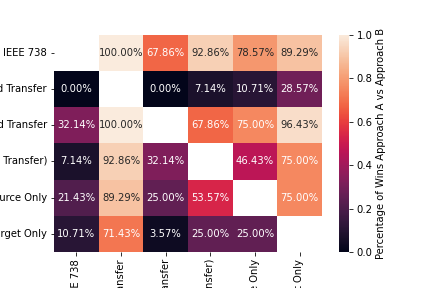 IEEE 738
100.00% 67.86% 92.86% 78.57% 89.29%
d Transfer
0.00% 0.00% 7.14% 10.71% 28.57%
d Transfer
32.14% 100.00% 67.86% 75.00% 96.43%
Transfer)
7.14% 92.86% 32.14% 46.43% 75.00%
urce Only
21.43% 89.29% 25.00% 53.57% 75.00%
rget Only
10.71% 71.43% 3.57% 25.00% 25.00%
E 738
ransfer
ransfer
ansfer)
e Only
t Only
1.0
0.8
0.6
0.4
0.2
0.0
Percentage of Wins Approach A vs Approach B